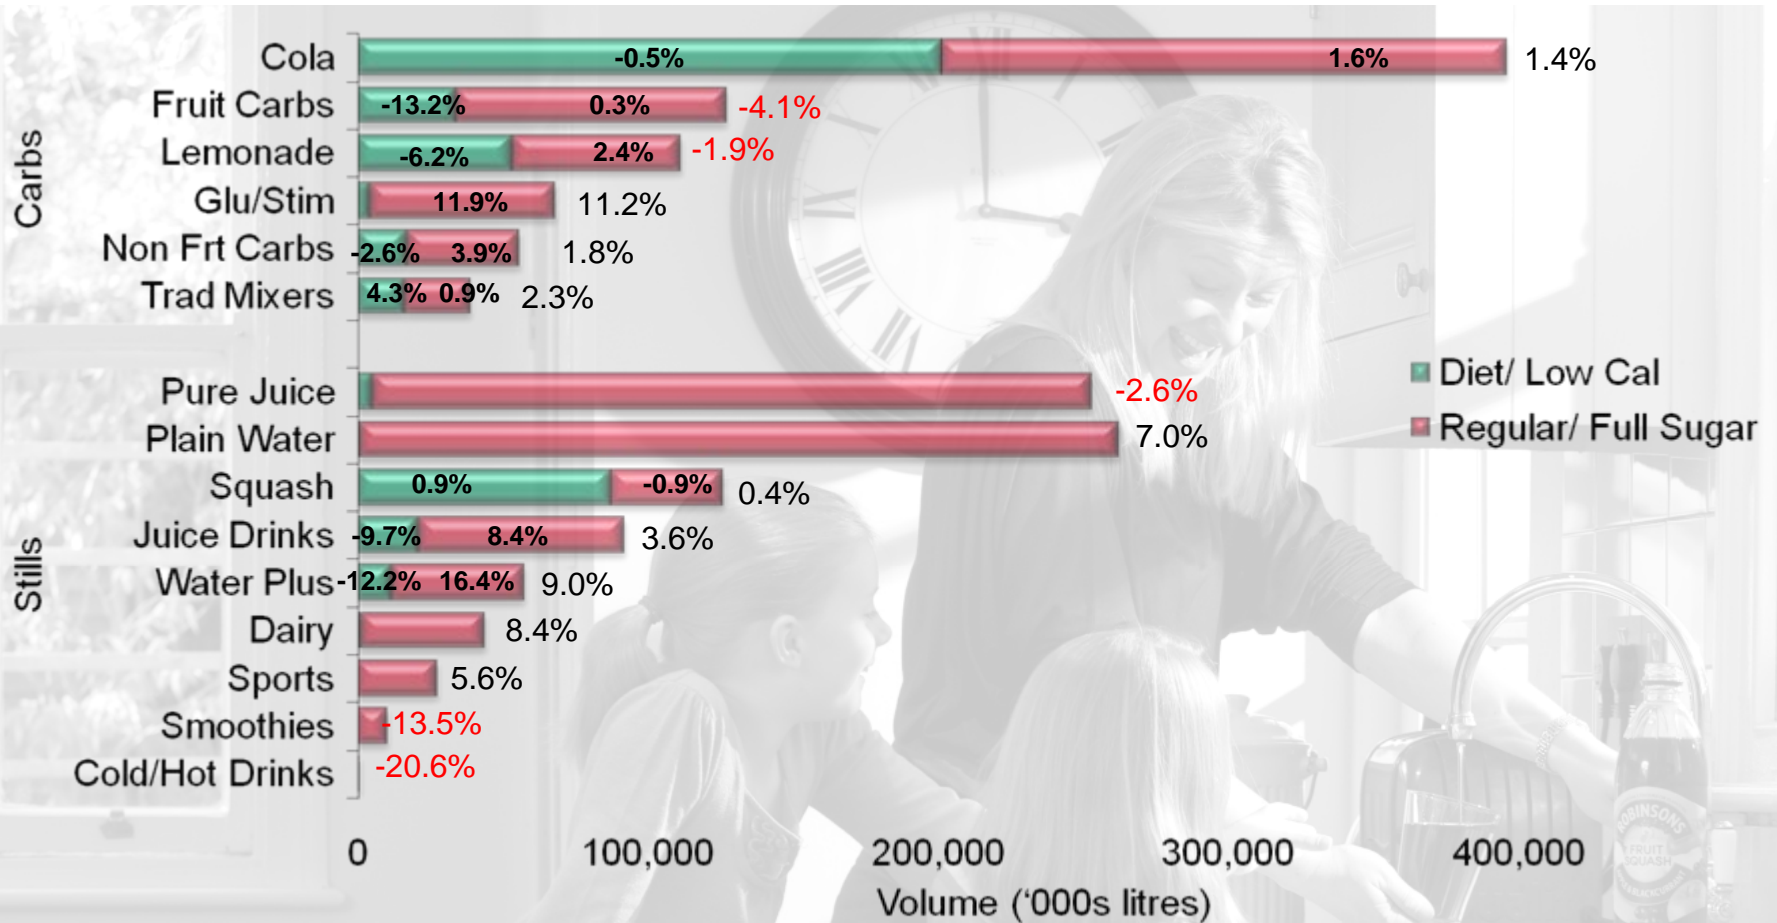 Carbs
Cola -0.5% 1.6% 1.4%
Fruit Carbs -13.2% 0.3% -4.1%
Lemonade -6.2% 2.4% -1.9%
Glu/Stim 11.9% 11.2%
Non Frt Carbs -2.6% 3.9% 1.8%
Trad Mixers 4.3% 0.9% 2.3%
Stills
Pure Juice -2.6%
Plain Water 7.0%
Squash 0.9% -0.9% 0.4%
Juice Drinks -9.7% 8.4% 3.6%
Water Plus -12.2% 16.4% 9.0%
Dairy 8.4%
Sports 5.6%
Smoothies -13.5%
Cold/Hot Drinks -20.6%
Diet/ Low Cal
Regular/ Full Sugar
0 100,000 200,000 300,000 400,000
Volume (‘000s litres)
ROBINSONS
FRUIT
SQUASH